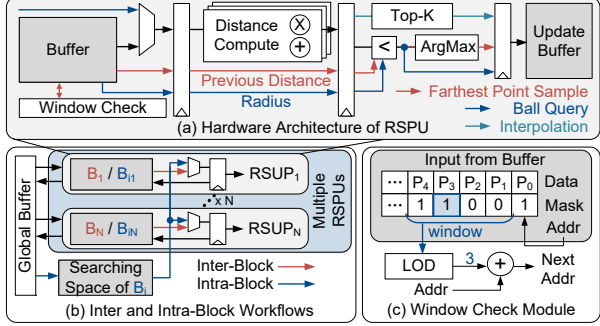 Buffer
Window Check
Distance
Compute
X
+
Top-K
<
ArgMax
Update
Buffer
Previous Distance
Radius
Farthest Point Sample
Ball Query
Interpolation
(a) Hardware Architecture of RSPU
Global Buffer
B1 / Bi1
RSUP1
x N
BN / BiN
RSUPN
Multiple
RSPUs
Searching
Space of Bi
Inter-Block
Intra-Block
(b) Inter and Intra-Block Workflows
Input from Buffer
··· P4 P3 P2 P1 P0 Data
··· 1 1 0 0 1 Mask
window
Addr
LOD
3
+
Next
Addr
Addr
(c) Window Check Module